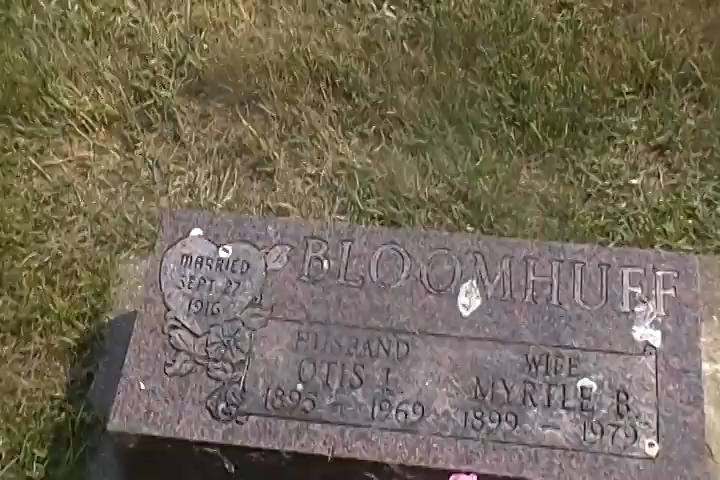 MARRIED
SEPT. 27
1916
BLOOMHUFF
HUSBAND
OTIS L.
1895 - 1969
WIFE
MYRTLE B.
1899 - 1979